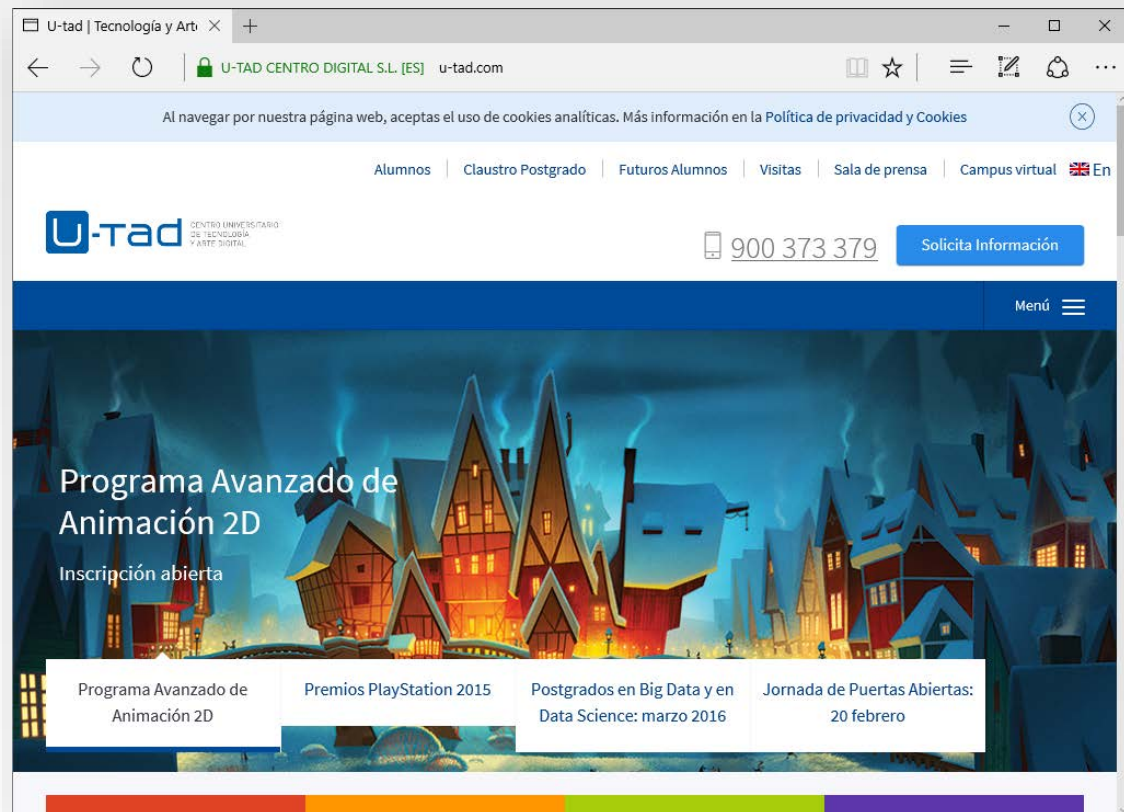 U-tad | Tecnología y Art
U-TAD CENTRO DIGITAL S.L. [ES] u-tad.com
Al navegar por nuestra página web, aceptas el uso de cookies analíticas. Más información en la Política de privacidad y Cookies
Alumnos Claustro Postgrado Futuros Alumnos Visitas Sala de prensa Campus virtual En
U-tad
CENTRO UNIVERSITARIO
DE TECNOLOGÍA
Y ARTE DIGITAL
900 373 379 Solicita Información
Menú
Programa Avanzado de
Animación 2D
Inscripción abierta
Programa Avanzado de
Animación 2D
Premios PlayStation 2015
Postgrados en Big Data y en
Data Science: marzo 2016
Jornada de Puertas Abiertas:
20 febrero